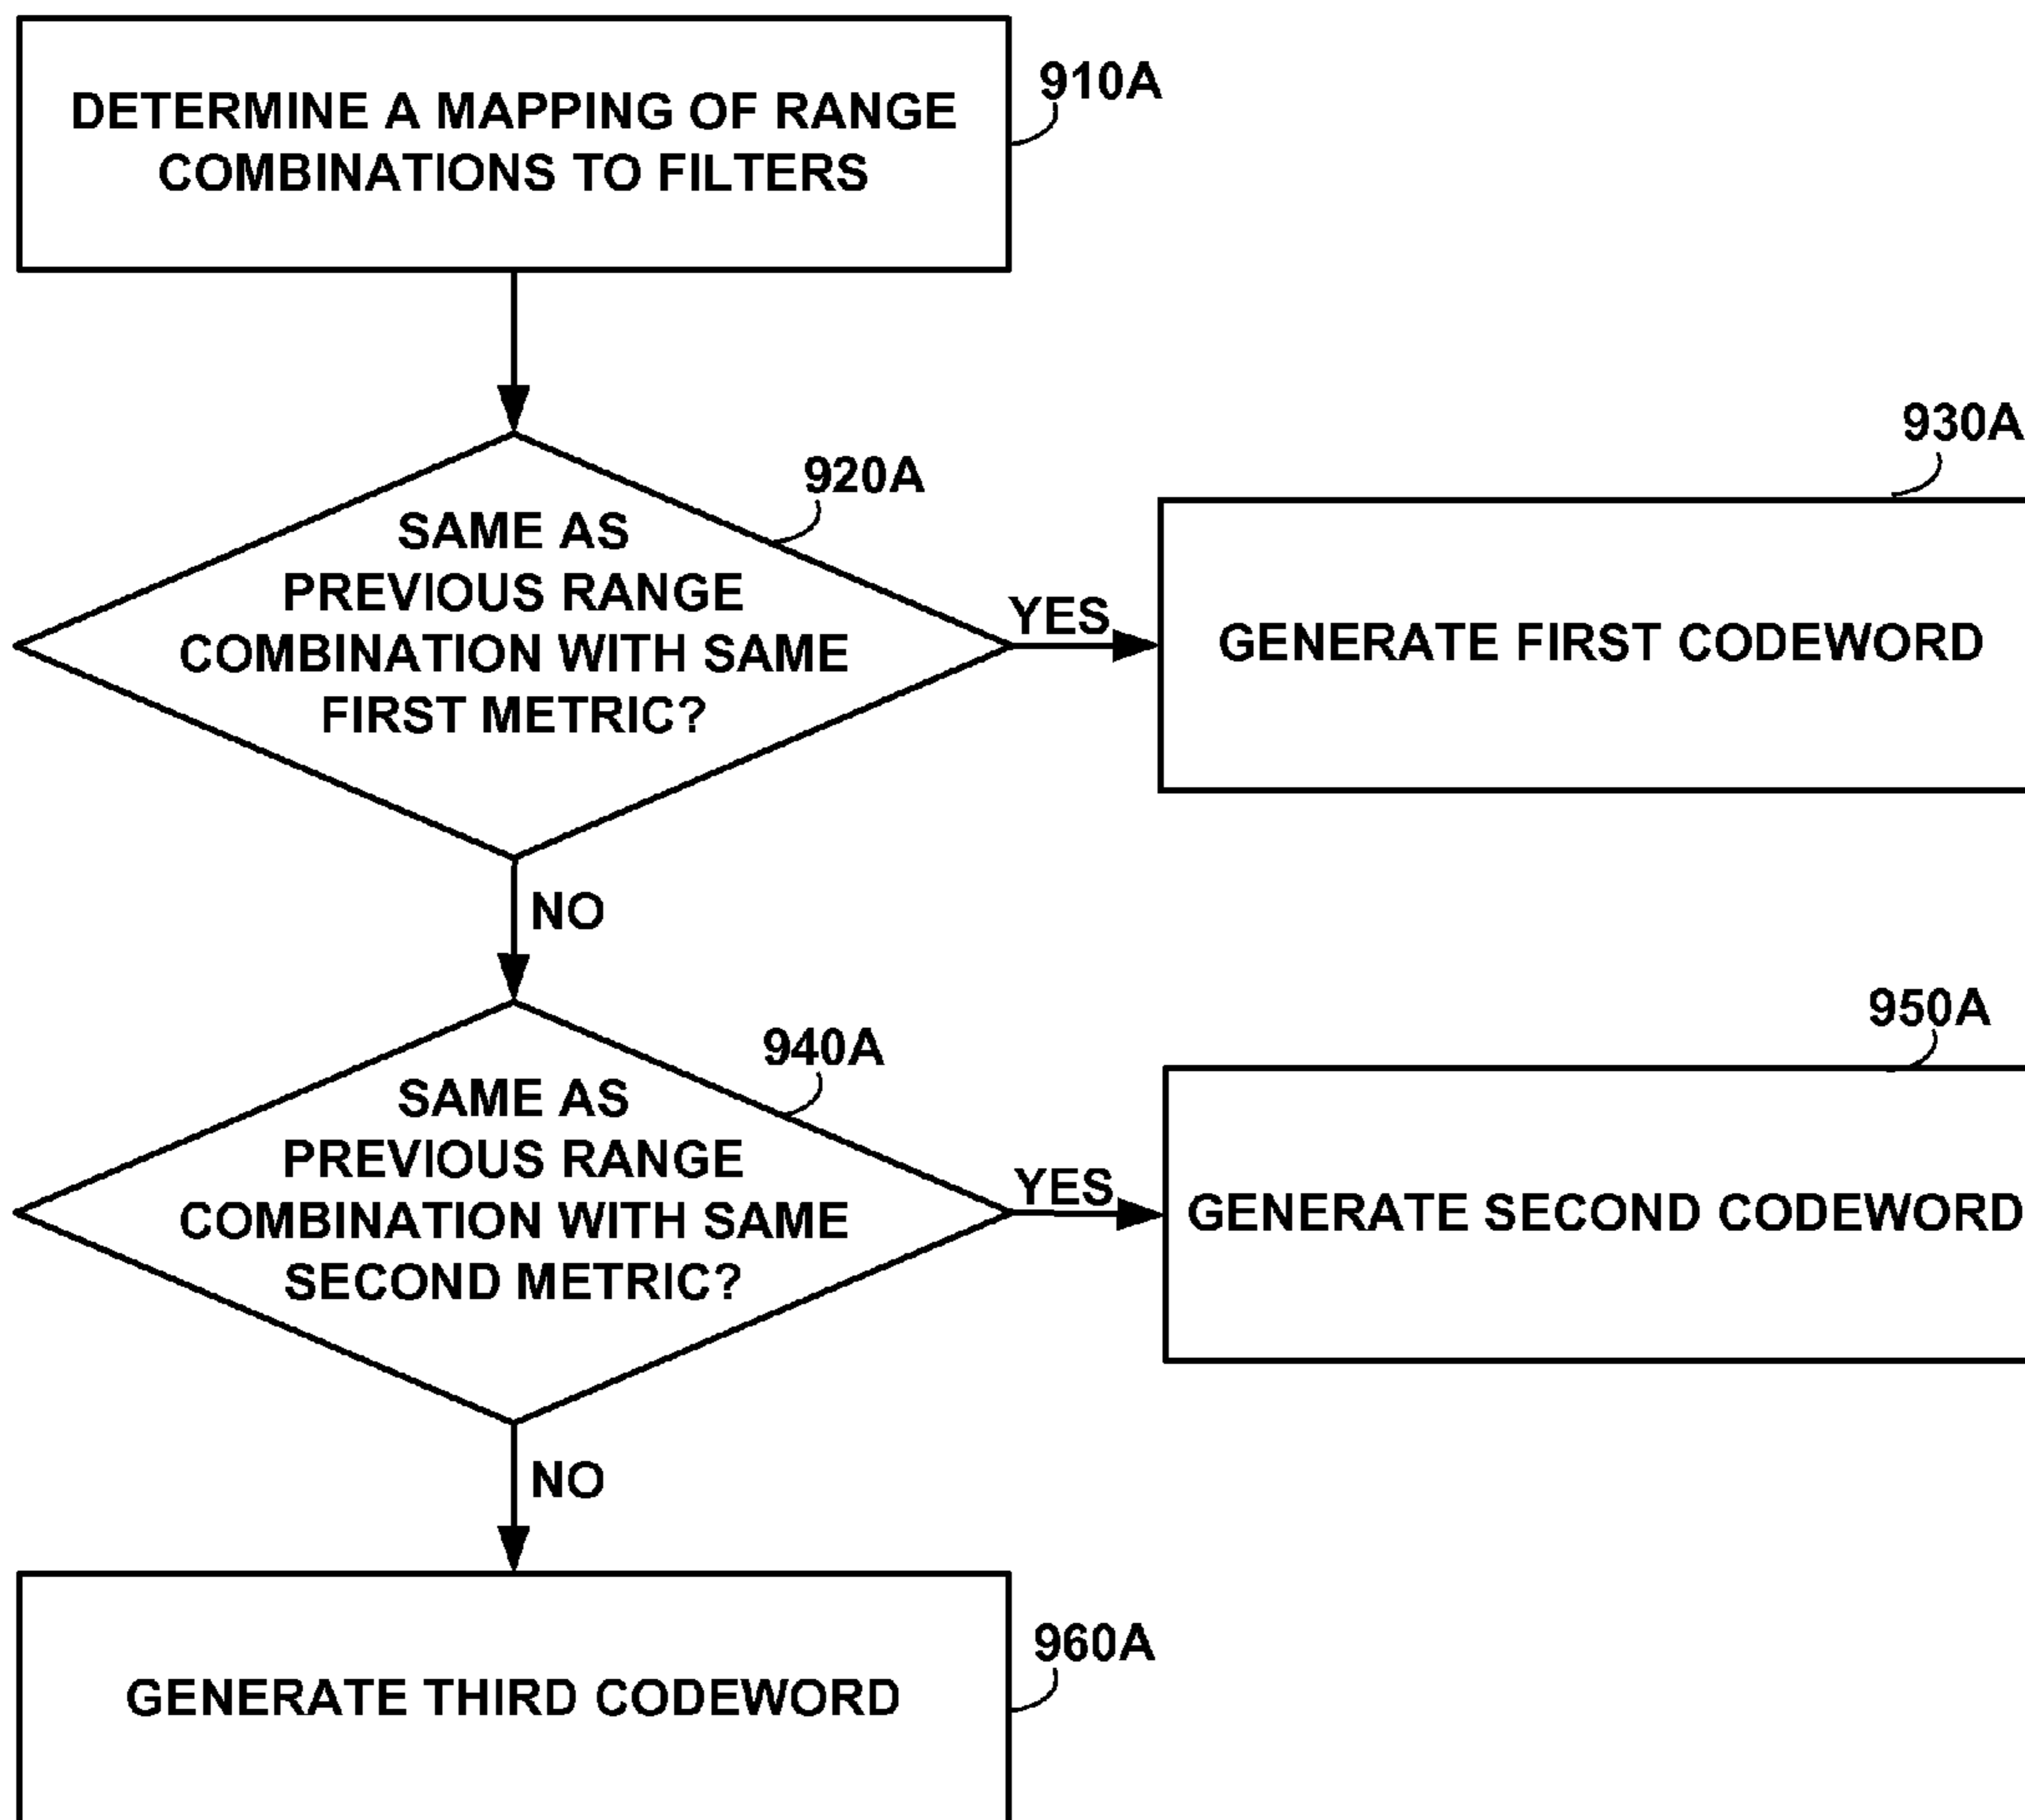 DETERMINE A MAPPING OF RANGE
COMBINATIONS TO FILTERS
910A
920A
SAME AS
PREVIOUS RANGE
COMBINATION WITH SAME
FIRST METRIC?
YES
930A
GENERATE FIRST CODEWORD
NO
940A
SAME AS
PREVIOUS RANGE
COMBINATION WITH SAME
SECOND METRIC?
YES
950A
GENERATE SECOND CODEWORD
NO
960A
GENERATE THIRD CODEWORD